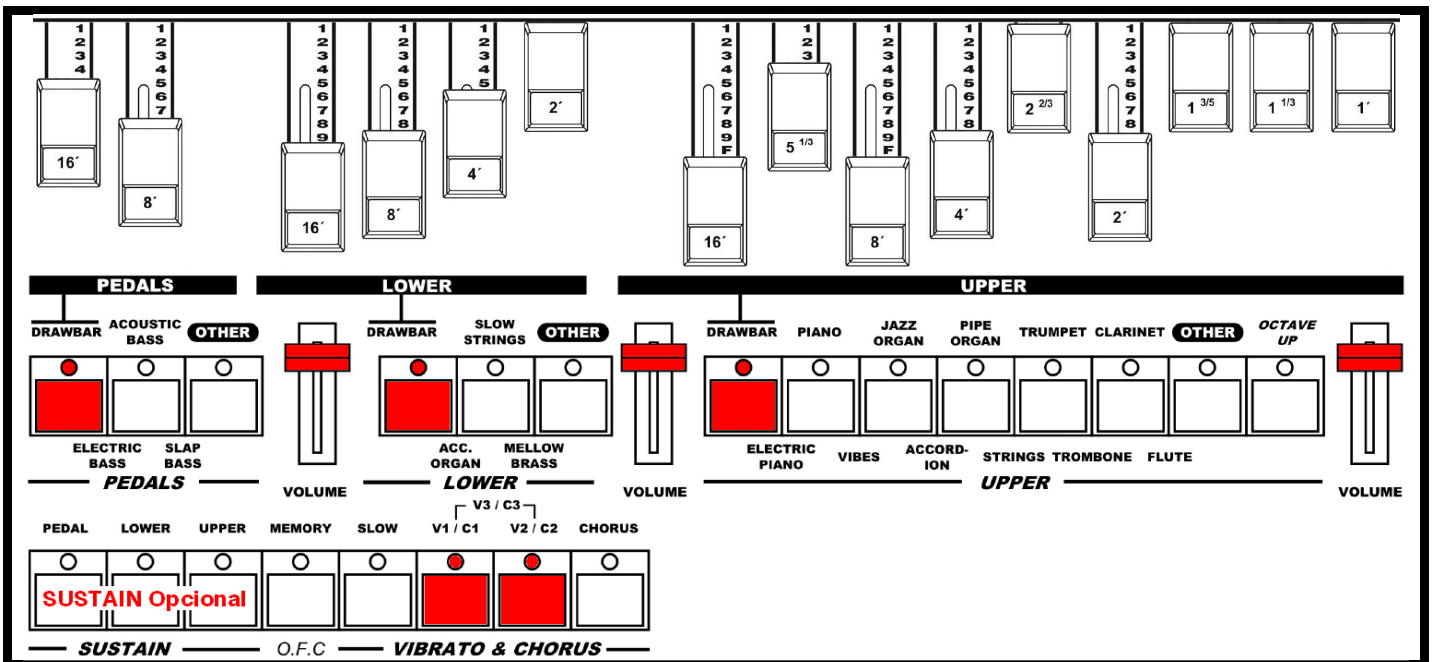 1 1 1 1 1 1 1 1 1 1
2 2 2 2 2 2 2 2 2 2
3 3 3 3 3 3 3 3 3 3
4 4 4 4 4 4 4 4 4
5 5 5 5 5 5 5 5
6 6 6 6 6 6 6
7 7 7 7 7 7 7
8 8 8 8 8 8
9 9 9 9
F F
16´ 8´ 16´ 8´ 4´ 2´ 16´ 5 1/3 8´ 4´ 2 2/3 2´ 1 3/5 1 1/3 1´
PEDALS LOWER UPPER
DRAWBAR ACOUSTIC BASS OTHER DRAWBAR SLOW STRINGS OTHER DRAWBAR PIANO JAZZ ORGAN PIPE ORGAN TRUMPET CLARINET OTHER OCTAVE UP
ELECTRIC BASS SLAP BASS ACC. ORGAN MELLOW BRASS ELECTRIC PIANO VIBES ACCORD-ION STRINGS TROMBONE FLUTE
PEDALS VOLUME LOWER VOLUME UPPER VOLUME
V3 / C3
PEDAL LOWER UPPER MEMORY SLOW V1 / C1 V2 / C2 CHORUS
SUSTAIN Opcional
SUSTAIN O.F.C VIBRATO & CHORUS